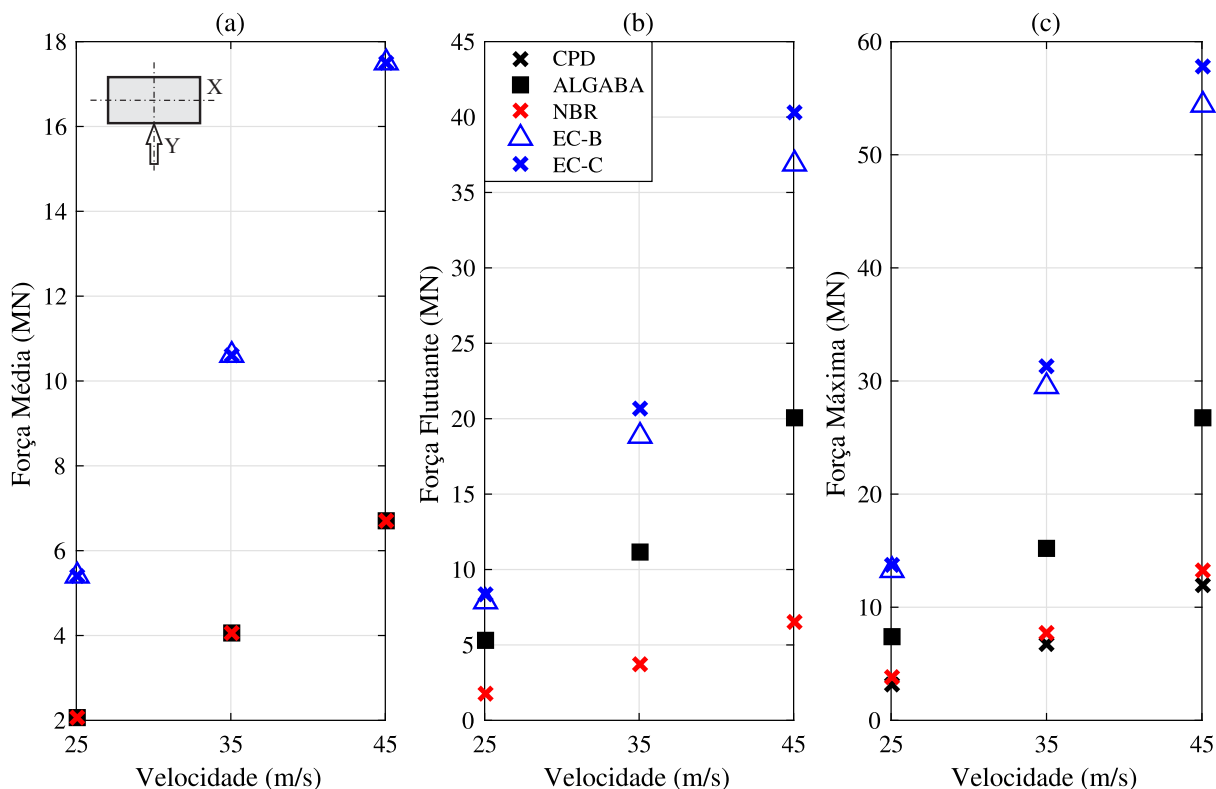 (a)
18
16
14
12
10
8
6
4
2
25
35
45
Força Média (MN)
Velocidade (m/s)
X
Y
(b)
45
40
35
30
25
20
15
10
5
0
25
35
45
Força Flutuante (MN)
Velocidade (m/s)
CPD
ALGABA
NBR
EC-B
EC-C
(c)
60
50
40
30
20
10
0
25
35
45
Força Máxima (MN)
Velocidade (m/s)